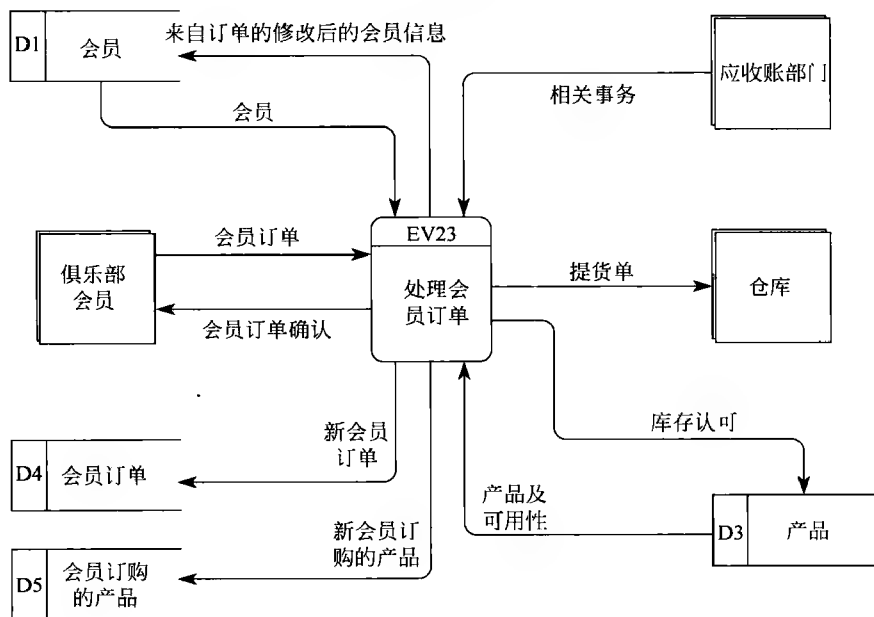 D1
会员
来自订单的修改后的会员信息
应收账部门
相关事务
会员
EV23
处理会
员订单
俱乐部
会员
会员订单
会员订单确认
提货单
仓库
库存认可
新会员
订单
D4
会员订单
产品及
可用性
D3
产品
新会员订
购的产品
D5
会员订购
的产品